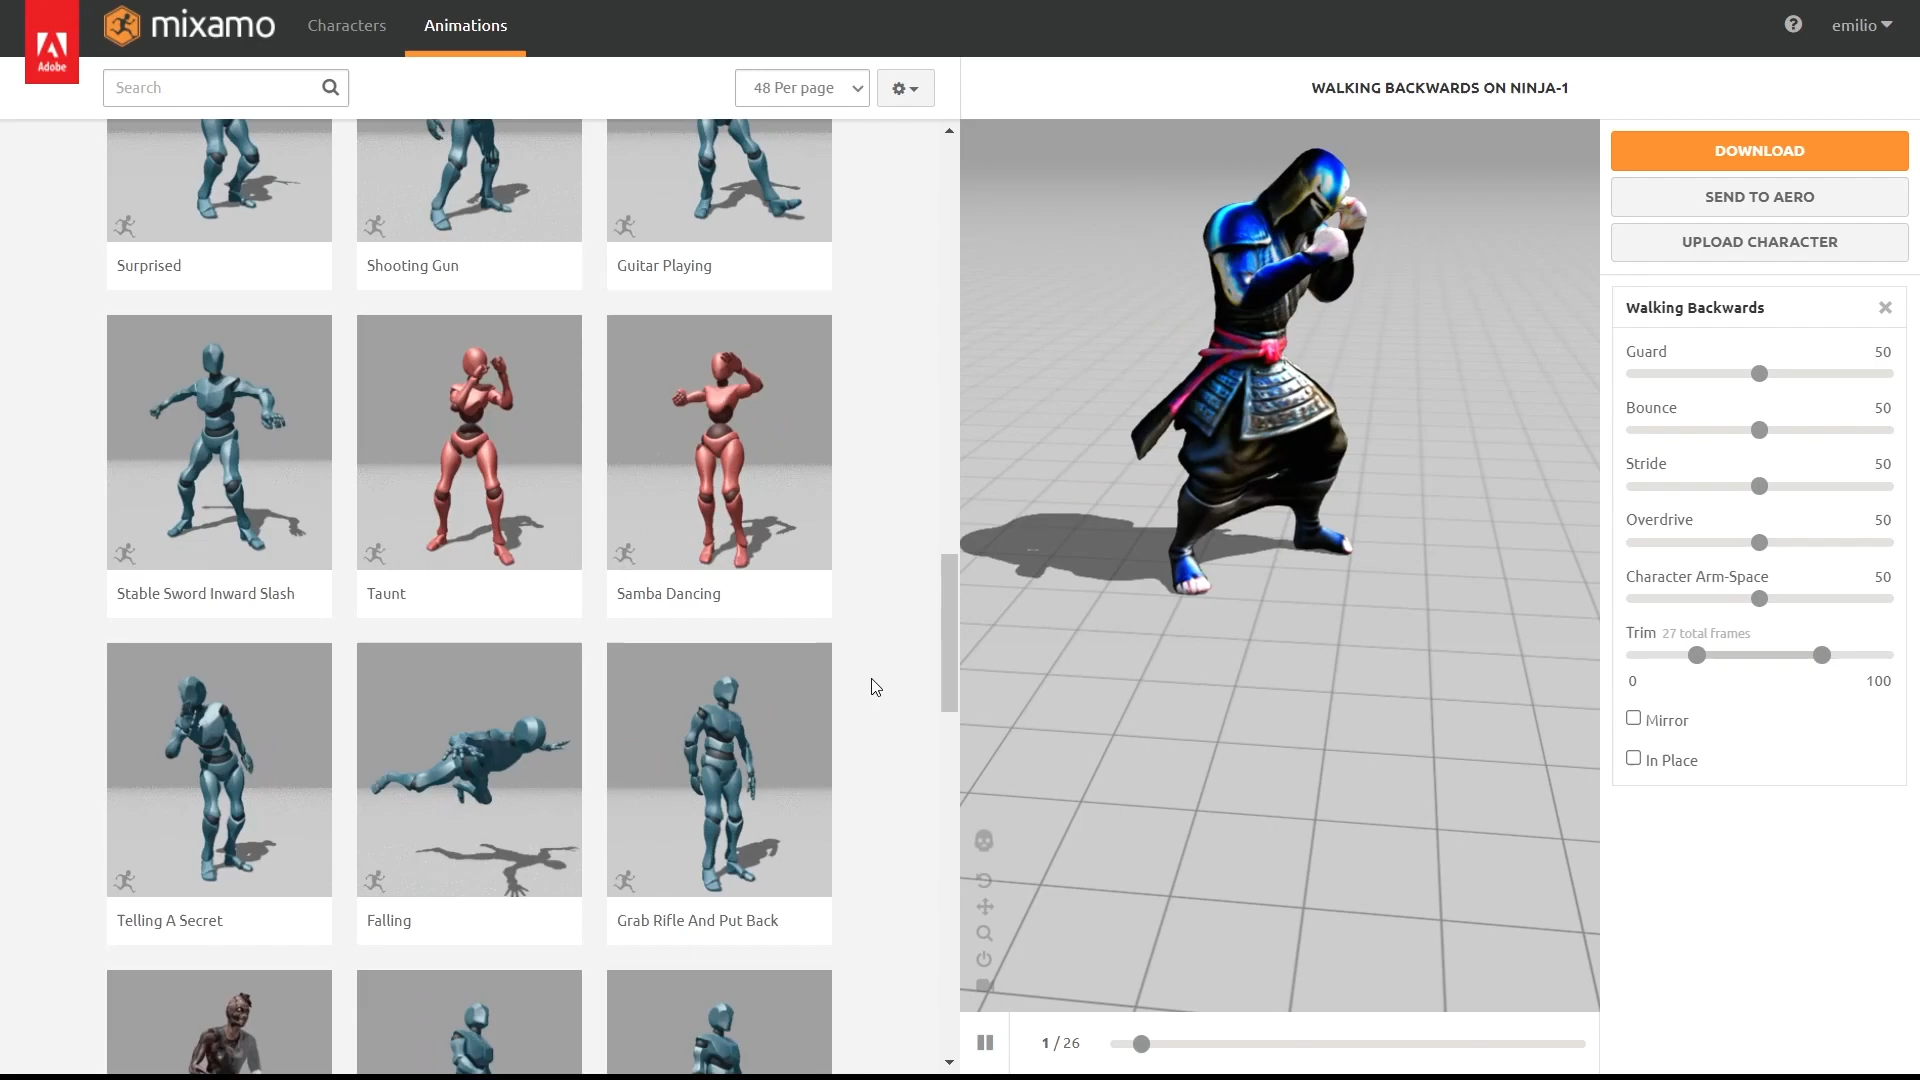 Adobe
mixamo
Characters
Animations
emilio
Search
48 Per page
WALKING BACKWARDS ON NINJA-1
DOWNLOAD
SEND TO AERO
UPLOAD CHARACTER
Surprised
Shooting Gun
Guitar Playing
Walking Backwards
Guard 50
Bounce 50
Stride 50
Overdrive 50
Character Arm-Space 50
Trim 27 total frames
0 100
Mirror
In Place
Stable Sword Inward Slash
Taunt
Samba Dancing
Telling A Secret
Falling
Grab Rifle And Put Back
1 / 26